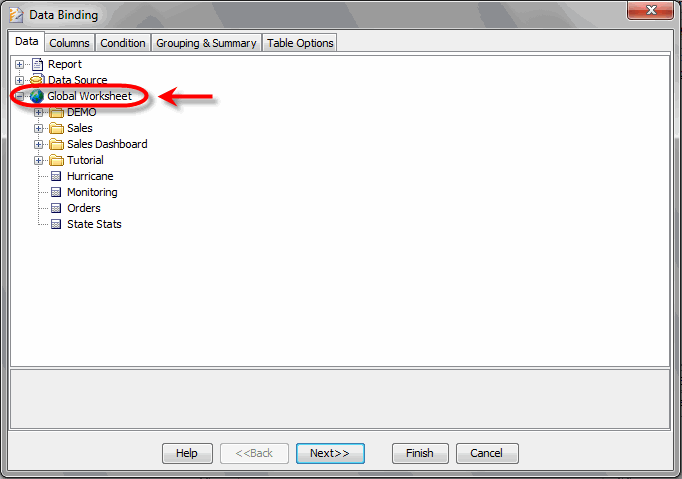 Data Binding
Data Columns Condition Grouping & Summary Table Options
Report
Data Source
Global Worksheet
DEMO
Sales
Sales Dashboard
Tutorial
Hurricane
Monitoring
Orders
State Stats
Help <<Back Next>> Finish Cancel